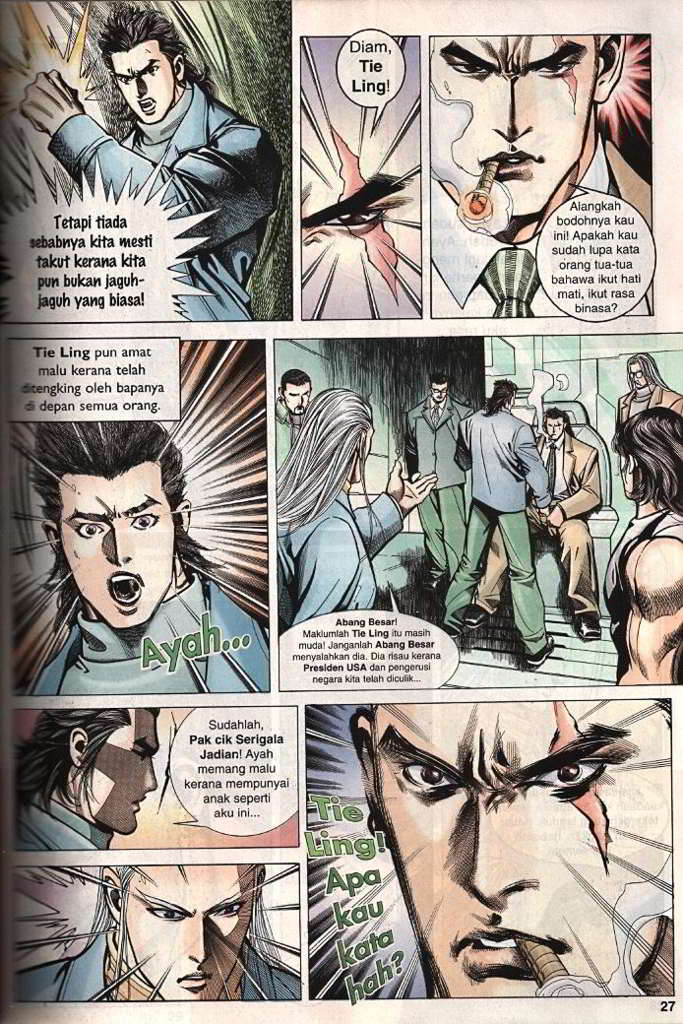 Tetapi tiada
sebabnya kita mesti
takut kerana kita
pun bukan jaguh-
jaguh yang biasa!
Diam,
Tie
Ling!
Alangkah
bodohnya kau
ini! Apakah kau
sudah lupa kata
orang tua-tua
bahawa ikut hati
mati, ikut rasa
binasa?
Tie Ling pun amat
malu kerana telah
ditengking oleh bapanya
di depan semua orang.
Ayah...
Abang Besar!
Maklumlah Tie Ling itu masih
muda! Janganlah Abang Besar
menyalahkan dia. Dia risau kerana
Presiden USA dan pengerusi
negara kita telah diculik...
Sudahlah,
Pak cik Serigala
Jadian! Ayah
memang malu
kerana mempunyai
anak seperti
aku ini...
Tie
Ling!
Apa
kau
kata
hah?
27